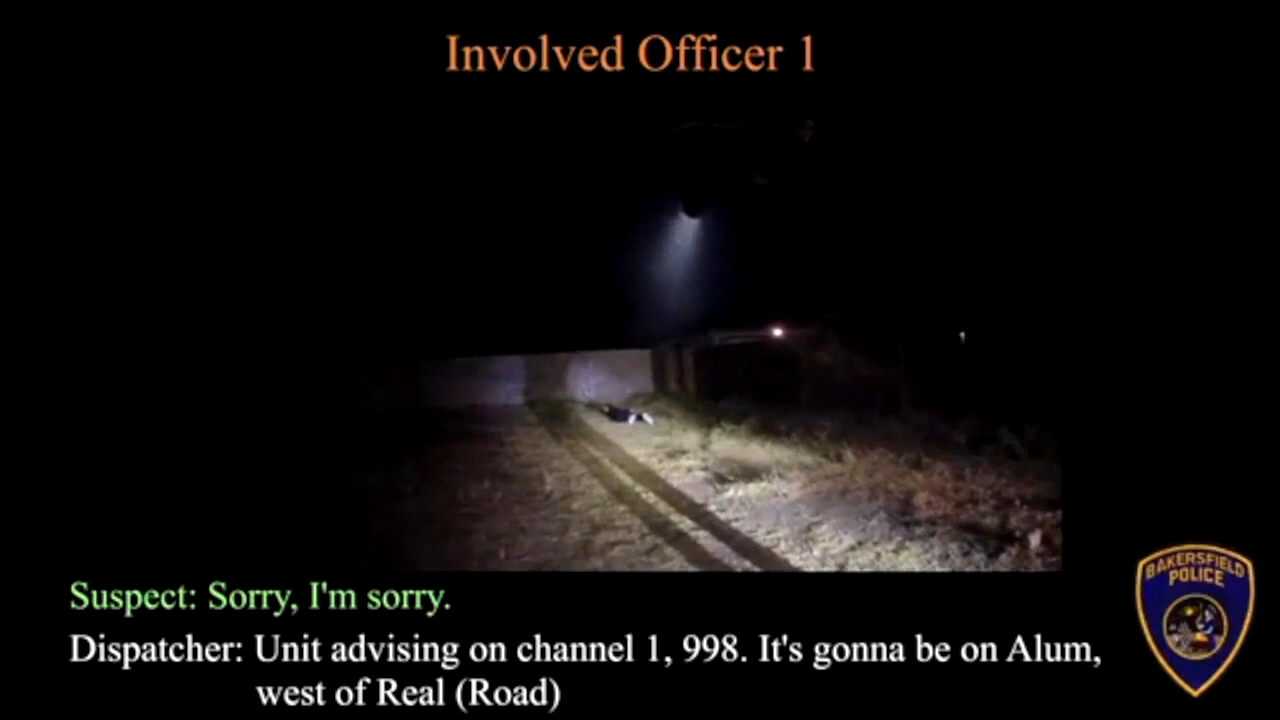 Involved Officer 1
Suspect: Sorry, I'm sorry.
Dispatcher: Unit advising on channel 1, 998. It's gonna be on Alum,
west of Real (Road)
BAKERSFIELD
POLICE